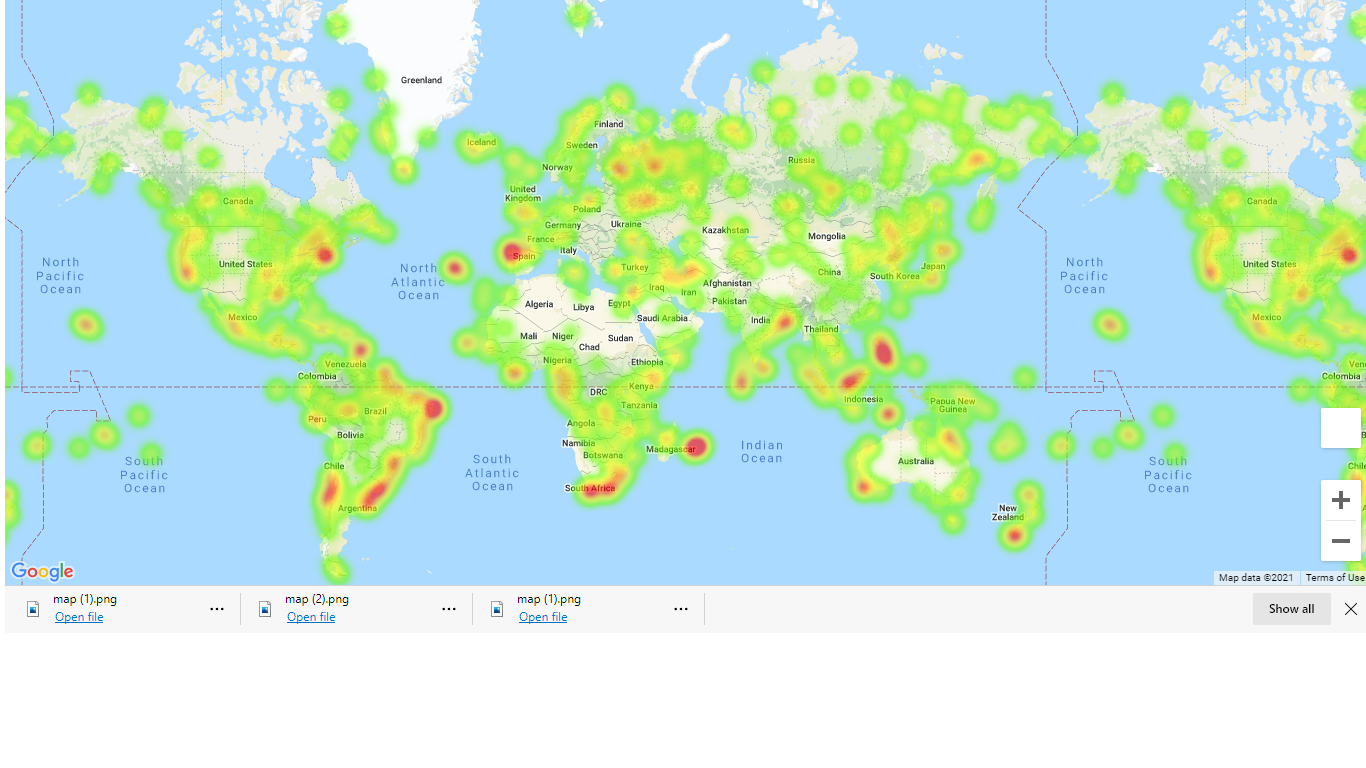 Greenland
Iceland
Finland
Sweden
Norway
Russia
United
Kingdom
Canada
Poland
Germany
Ukraine
France
Italy
Spain
Kazakhstan
Mongolia
United States
North
Pacific
Ocean
North
Atlantic
Ocean
Turkey
China
South Korea
Japan
North
Pacific
Ocean
Canada
United States
Algeria
Libya
Egypt
Iraq
Iran
Afghanistan
Pakistan
Saudi Arabia
India
Thailand
Mexico
Mali
Niger
Chad
Sudan
Mexico
Venezuela
Colombia
Nigeria
Ethiopia
Kenya
DRC
Indonesia
Papua New
Guinea
Ven
Colombia
Peru
Brazil
Bolivia
Tanzania
Angola
Namibia
Botswana
Madagascar
Indian
Ocean
Australia
South
Pacific
Ocean
Chile
Argentina
South
Atlantic
Ocean
South Africa
New
Zealand
South
Pacific
Ocean
P
B
Chile
A
Google
Map data ©2021
Terms of Use
map (1).png
Open file
map (2).png
Open file
map (1).png
Open file
Show all